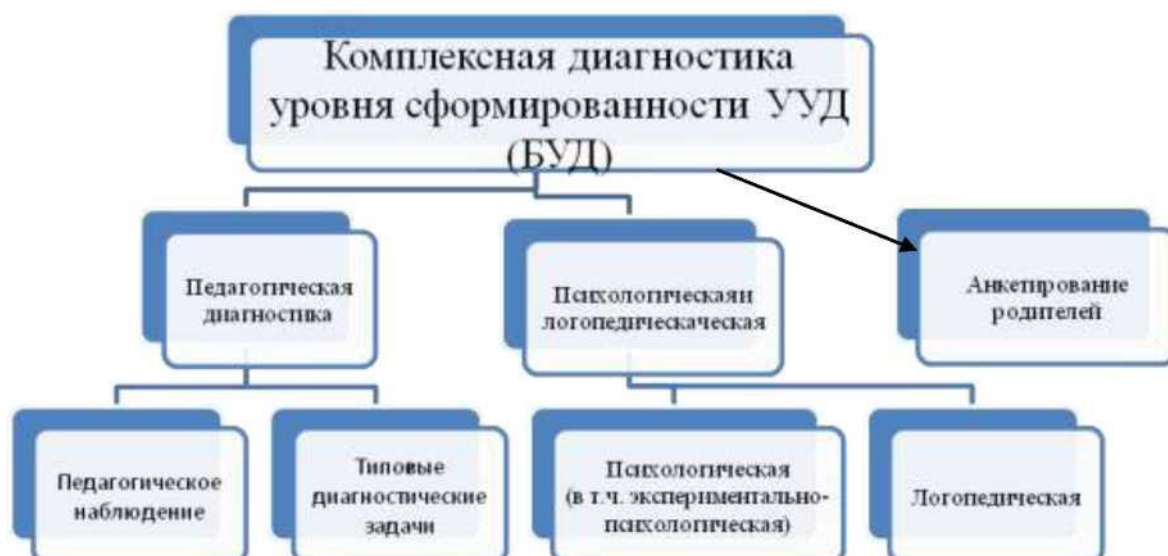 Комплексная диагностика
уровня сформированности УУД
(БУД)
Педагогическая
диагностика
Психологическаяи
логопедическаческая
Анкетирование
родителей
Педагогическое
наблюдение
Типовые
диагностические
задачи
Психологическая
(в т.ч. экспериментально-
психологическая)
Логопедическая